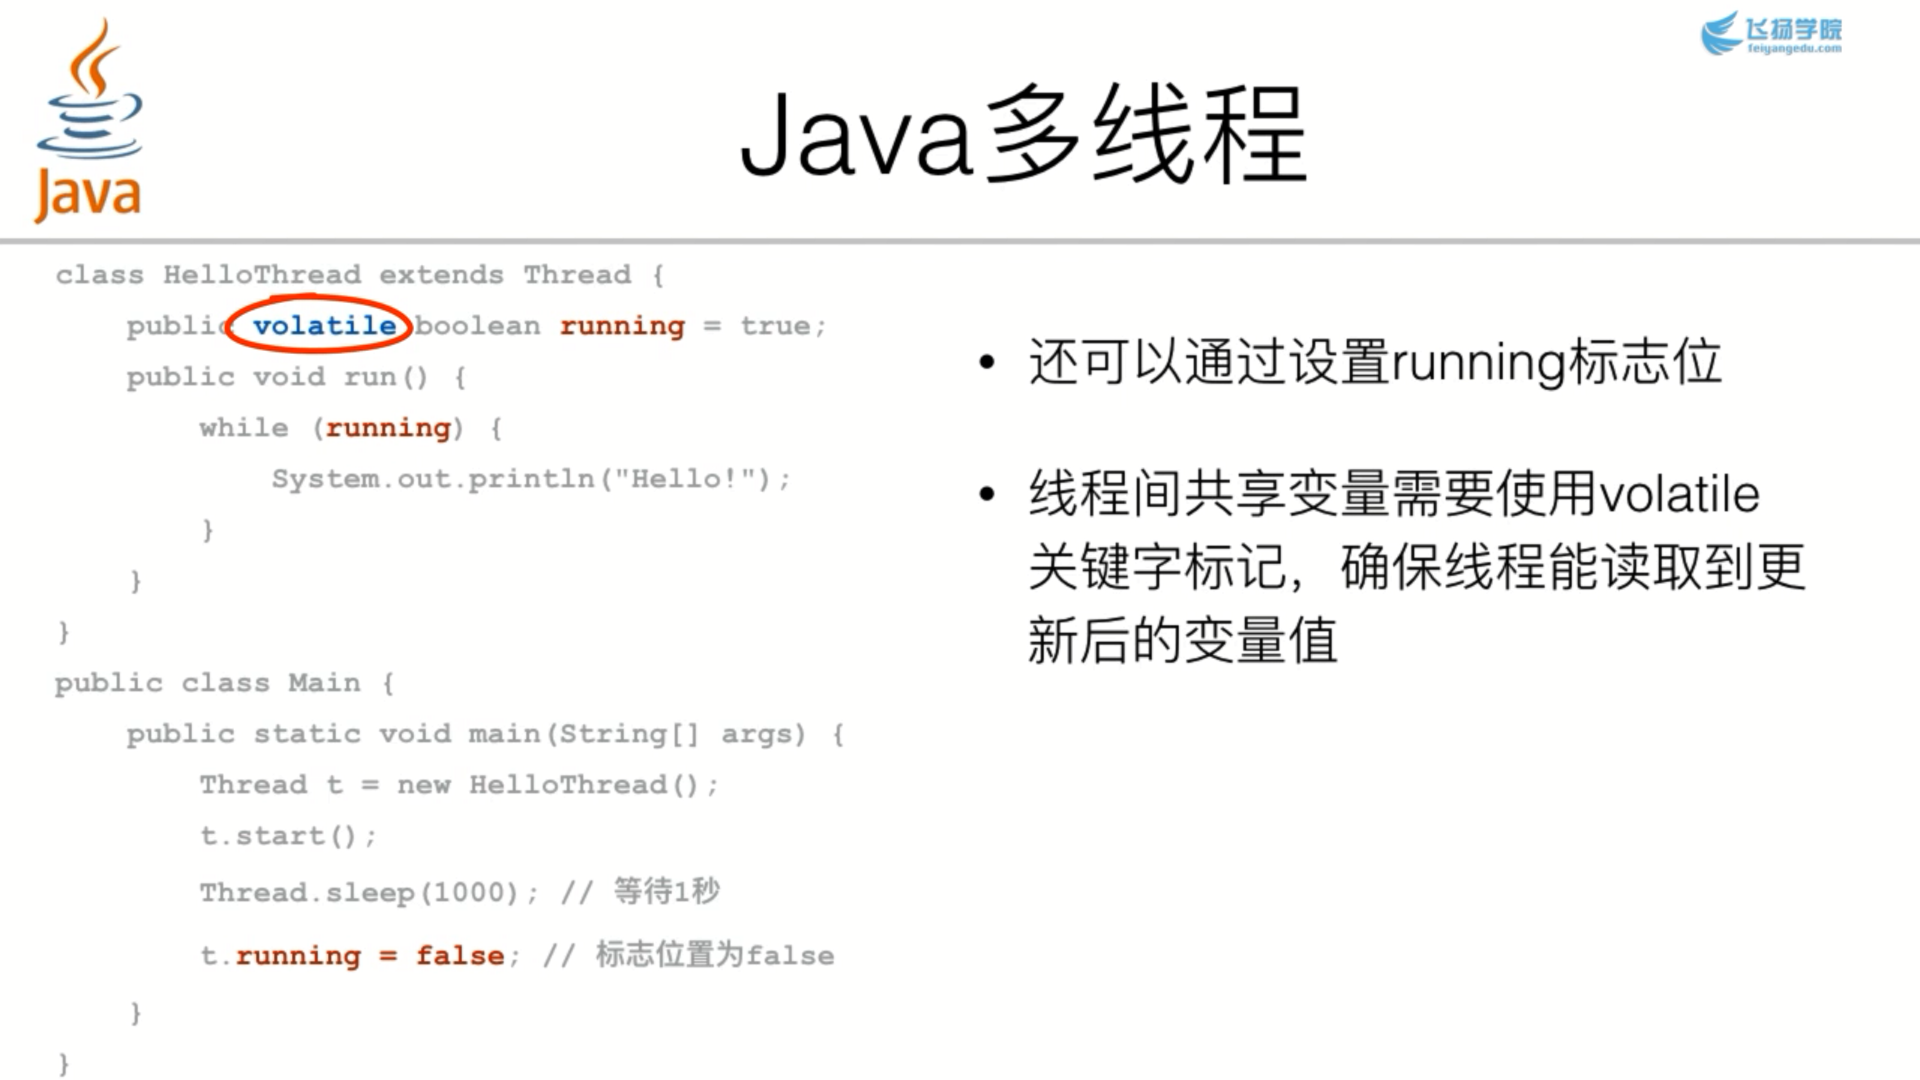 Java
飞扬学院
feiyangedu.com
Java多线程
class HelloThread extends Thread {
public volatile boolean running = true;
public void run() {
while (running) {
System.out.println("Hello!");
}
}
}
public class Main {
public static void main(String[] args) {
Thread t = new HelloThread();
t.start();
Thread.sleep(1000); // 等待1秒
t.running = false; // 标志位置为false
}
}
• 还可以通过设置running标志位
• 线程间共享变量需要使用volatile
关键字标记，确保线程能读取到更
新后的变量值